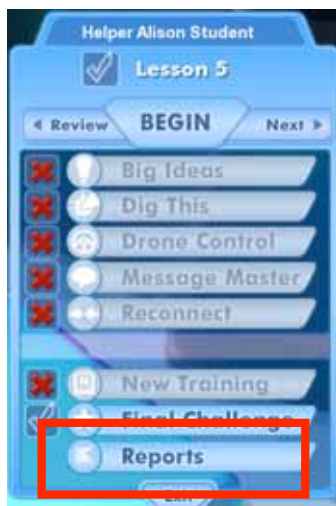 Helper Alison Student
Lesson 5
Review BEGIN Next
Big Ideas
Dig This
Drone Control
Message Master
Reconnect
New Training
Final Challenge
Reports
Exit